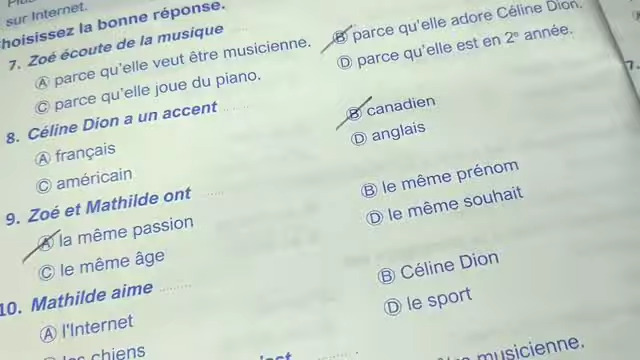 sur Internet.
hoisissez la bonne réponse.
7. Zoé écoute de la musique ......
Ⓐ parce qu'elle veut être musicienne.
Ⓑ parce qu'elle adore Céline Dion.
Ⓒ parce qu'elle joue du piano.
Ⓓ parce qu'elle est en 2e année.
8. Céline Dion a un accent ......
Ⓐ français
Ⓑ canadien
Ⓒ américain
Ⓓ anglais
9. Zoé et Mathilde ont ......
Ⓐ la même passion
Ⓑ le même prénom
Ⓒ le même âge
Ⓓ le même souhait
10. Mathilde aime ........
Ⓐ l'Internet
Ⓑ Céline Dion
Ⓓ le sport
chiens
musicienne.
7.